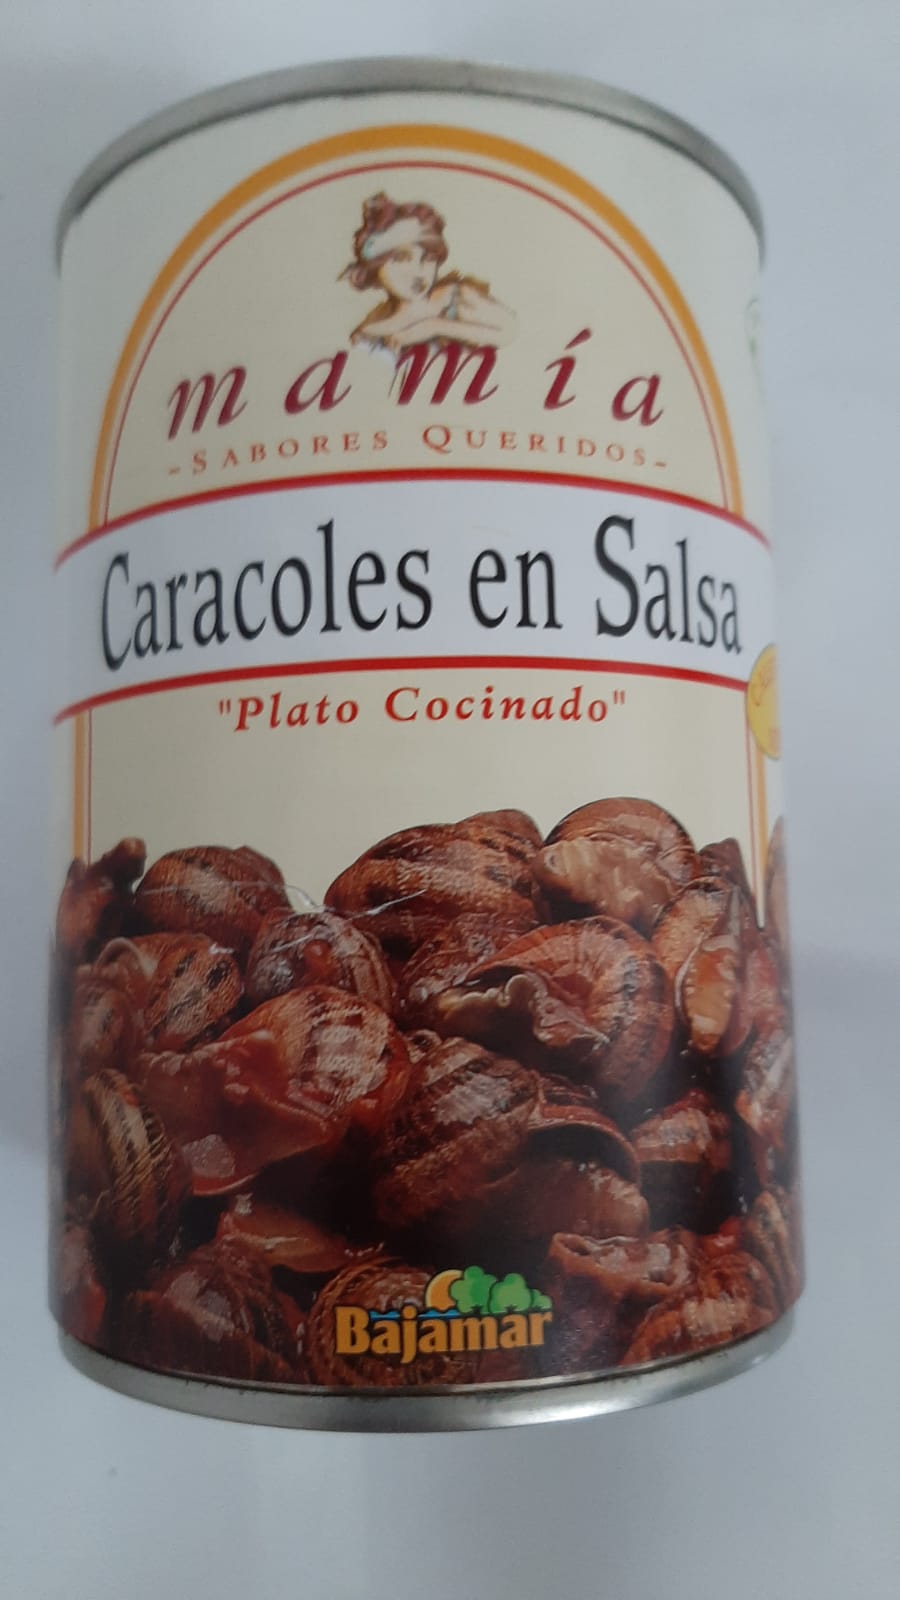 mamía
-SABORES QUERIDOS-
Caracoles en Salsa
"Plato Cocinado"
Bajamar